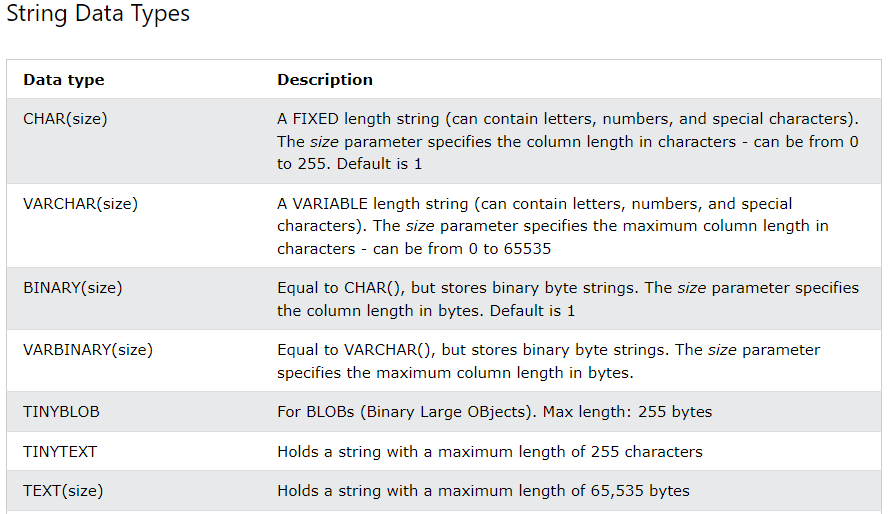 String Data Types
Data type Description
CHAR(size) A FIXED length string (can contain letters, numbers, and special characters).
The size parameter specifies the column length in characters - can be from 0
to 255. Default is 1
VARCHAR(size) A VARIABLE length string (can contain letters, numbers, and special
characters). The size parameter specifies the maximum column length in
characters - can be from 0 to 65535
BINARY(size) Equal to CHAR(), but stores binary byte strings. The size parameter specifies
the column length in bytes. Default is 1
VARBINARY(size) Equal to VARCHAR(), but stores binary byte strings. The size parameter
specifies the maximum column length in bytes.
TINYBLOB For BLOBs (Binary Large OBjects). Max length: 255 bytes
TINYTEXT Holds a string with a maximum length of 255 characters
TEXT(size) Holds a string with a maximum length of 65,535 bytes